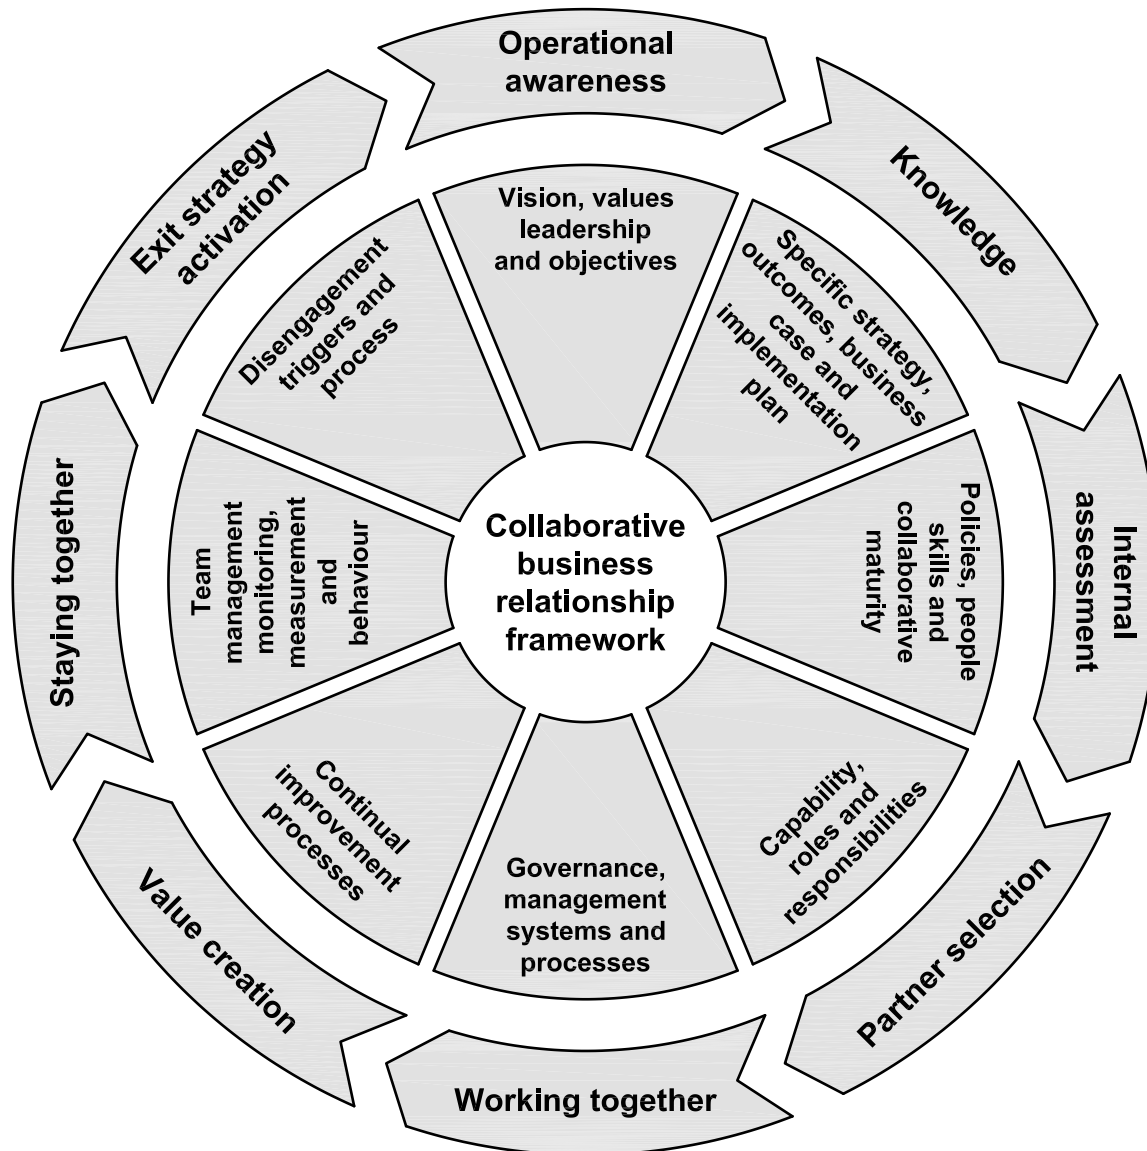 Operational
awareness
Knowledge
Internal
assessment
Partner selection
Working together
Value creation
Staying together
Exit strategy
activation
Vision, values
leadership
and objectives
Specific strategy,
outcomes, business
case and
implementation
plan
Policies, people
skills and
collaborative
maturity
Capability,
roles and
responsibilities
Governance,
management
systems and
processes
Continual
improvement
processes
Team
management
monitoring,
measurement
and
behaviour
Disengagement
triggers and
process
Collaborative
business
relationship
framework